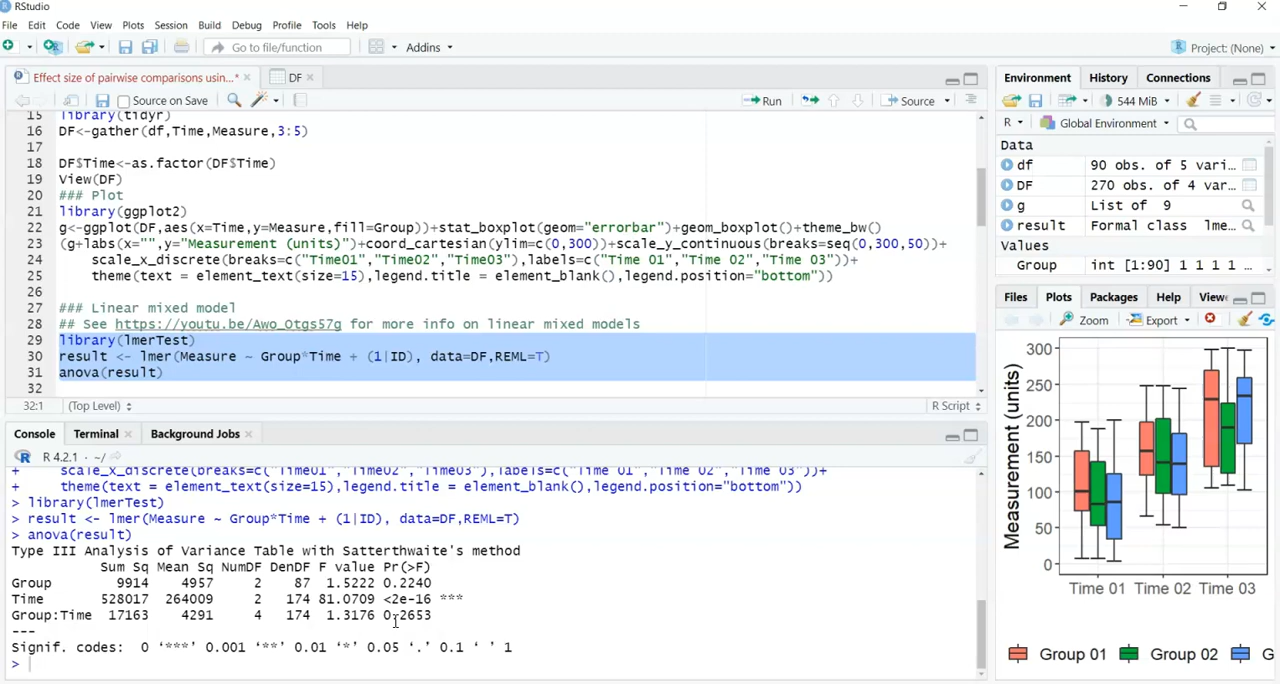 RStudio
File Edit Code View Plots Session Build Debug Profile Tools Help
Go to file/function Addins Project: (None)
Effect size of pairwise comparisons usin...* DF
Source on Save Run Source
15 library(tidyr)
16 DF<-gather(df,Time,Measure,3:5)
17
18 DF$Time<-as.factor(DF$Time)
19 View(DF)
20 ### Plot
21 library(ggplot2)
22 g<-ggplot(DF,aes(x=Time,y=Measure,fill=Group))+stat_boxplot(geom="errorbar")+geom_boxplot()+theme_bw()
23 (g+labs(x="",y="Measurement (units)")+coord_cartesian(ylim=c(0,300))+scale_y_continuous(breaks=seq(0,300,50))+
24 scale_x_discrete(breaks=c("Time01","Time02","Time03"),labels=c("Time 01","Time 02","Time 03"))+
25 theme(text = element_text(size=15),legend.title = element_blank(),legend.position="bottom"))
26
27 ### Linear mixed model
28 ## See https://youtu.be/Awo_Otgs57g for more info on linear mixed models
29 library(lmerTest)
30 result <- lmer(Measure ~ Group*Time + (1|ID), data=DF,REML=T)
31 anova(result)
32
32:1 (Top Level) R Script
Console Terminal Background Jobs
R 4.2.1 · ~/
+ scale_x_discrete(breaks=c("Time01","Time02","Time03"),labels=c("Time 01","Time 02","Time 03"))+
+ theme(text = element_text(size=15),legend.title = element_blank(),legend.position="bottom"))
> library(lmerTest)
> result <- lmer(Measure ~ Group*Time + (1|ID), data=DF,REML=T)
> anova(result)
Type III Analysis of Variance Table with Satterthwaite's method
Sum Sq Mean Sq NumDF DenDF F value Pr(>F)
Group 9914 4957 2 87 1.5222 0.2240
Time 528017 264009 2 174 81.0709 <2e-16 ***
Group:Time 17163 4291 4 174 1.3176 0.2653
---
Signif. codes: 0 ‘***’ 0.001 ‘**’ 0.01 ‘*’ 0.05 ‘.’ 0.1 ‘ ’ 1
>
Environment History Connections
544 MiB
R Global Environment
Data
df 90 obs. of 5 vari...
DF 270 obs. of 4 var...
g List of 9
result Formal class lme...
Values
Group int [1:90] 1 1 1 1 ...
Files Plots Packages Help View
Zoom Export
Measurement (units)
300
250
200
150
100
50
0
Time 01 Time 02 Time 03
Group 01 Group 02 G